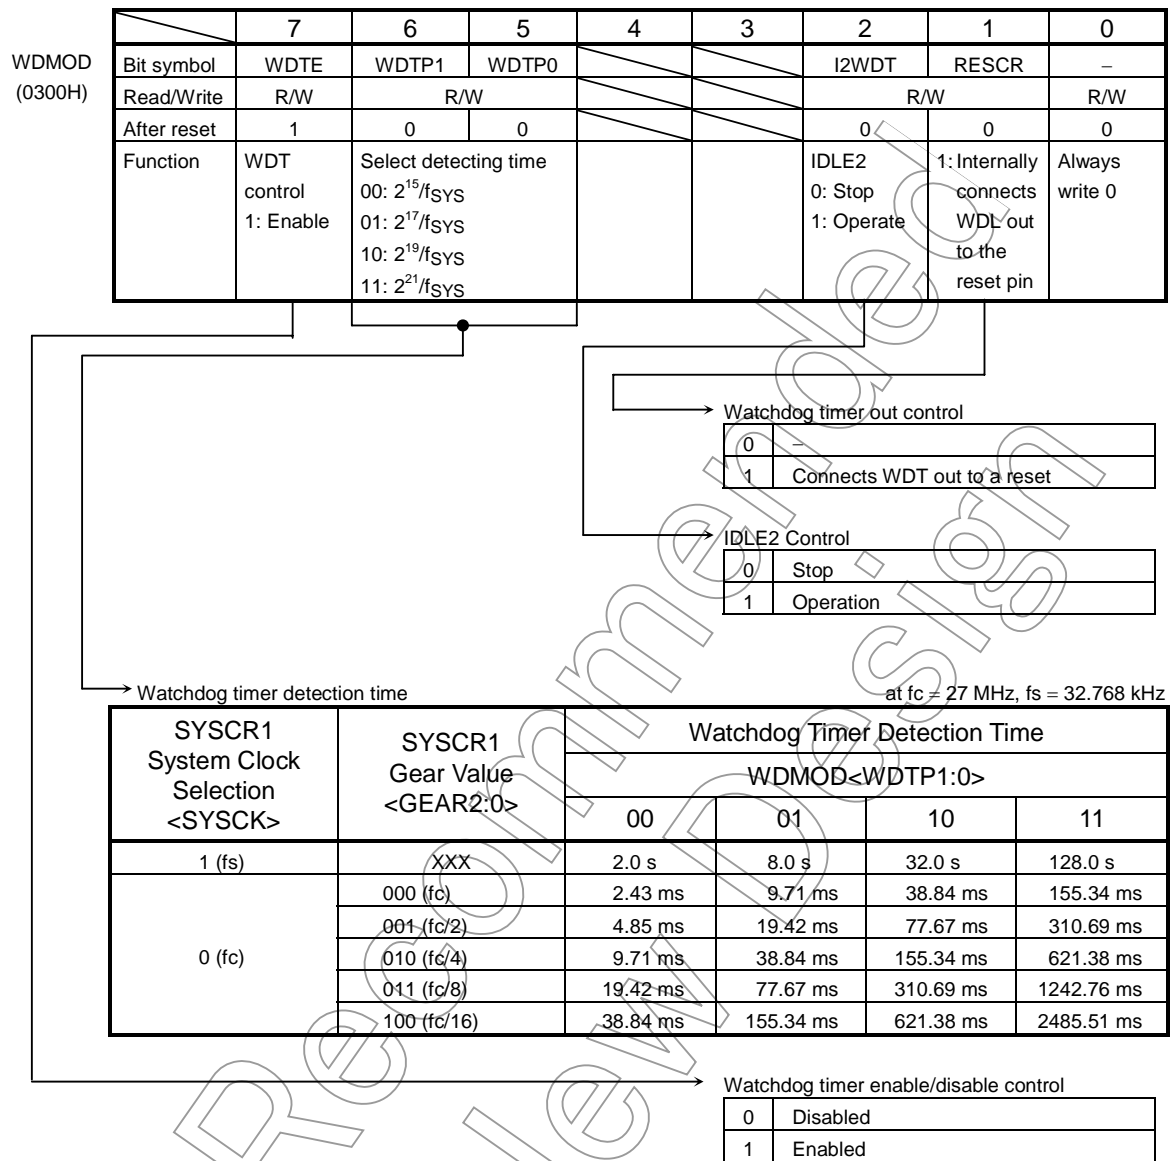 7 6 5 4 3 2 1 0
WDMOD
(0300H)
Bit symbol WDTE WDTP1 WDTP0 I2WDT RESCR −
Read/Write R/W R/W R/W R/W
After reset 1 0 0 0 0 0
Function WDT Select detecting time IDLE2 1: Internally Always
control 00: 2^15/fSYS 0: Stop connects write 0
1: Enable 01: 2^17/fSYS 1: Operate WDL out
10: 2^19/fSYS to the
11: 2^21/fSYS reset pin
Watchdog timer out control
0 −
1 Connects WDT out to a reset
IDLE2 Control
0 Stop
1 Operation
Watchdog timer detection time at fc = 27 MHz, fs = 32.768 kHz
SYSCR1
System Clock
Selection
<SYSCK>
SYSCR1
Gear Value
<GEAR2:0>
Watchdog Timer Detection Time
WDMOD<WDTP1:0>
00 01 10 11
1 (fs) XXX 2.0 s 8.0 s 32.0 s 128.0 s
0 (fc)
000 (fc) 2.43 ms 9.71 ms 38.84 ms 155.34 ms
001 (fc/2) 4.85 ms 19.42 ms 77.67 ms 310.69 ms
010 (fc/4) 9.71 ms 38.84 ms 155.34 ms 621.38 ms
011 (fc/8) 19.42 ms 77.67 ms 310.69 ms 1242.76 ms
100 (fc/16) 38.84 ms 155.34 ms 621.38 ms 2485.51 ms
Watchdog timer enable/disable control
0 Disabled
1 Enabled
Recommended
ew Design